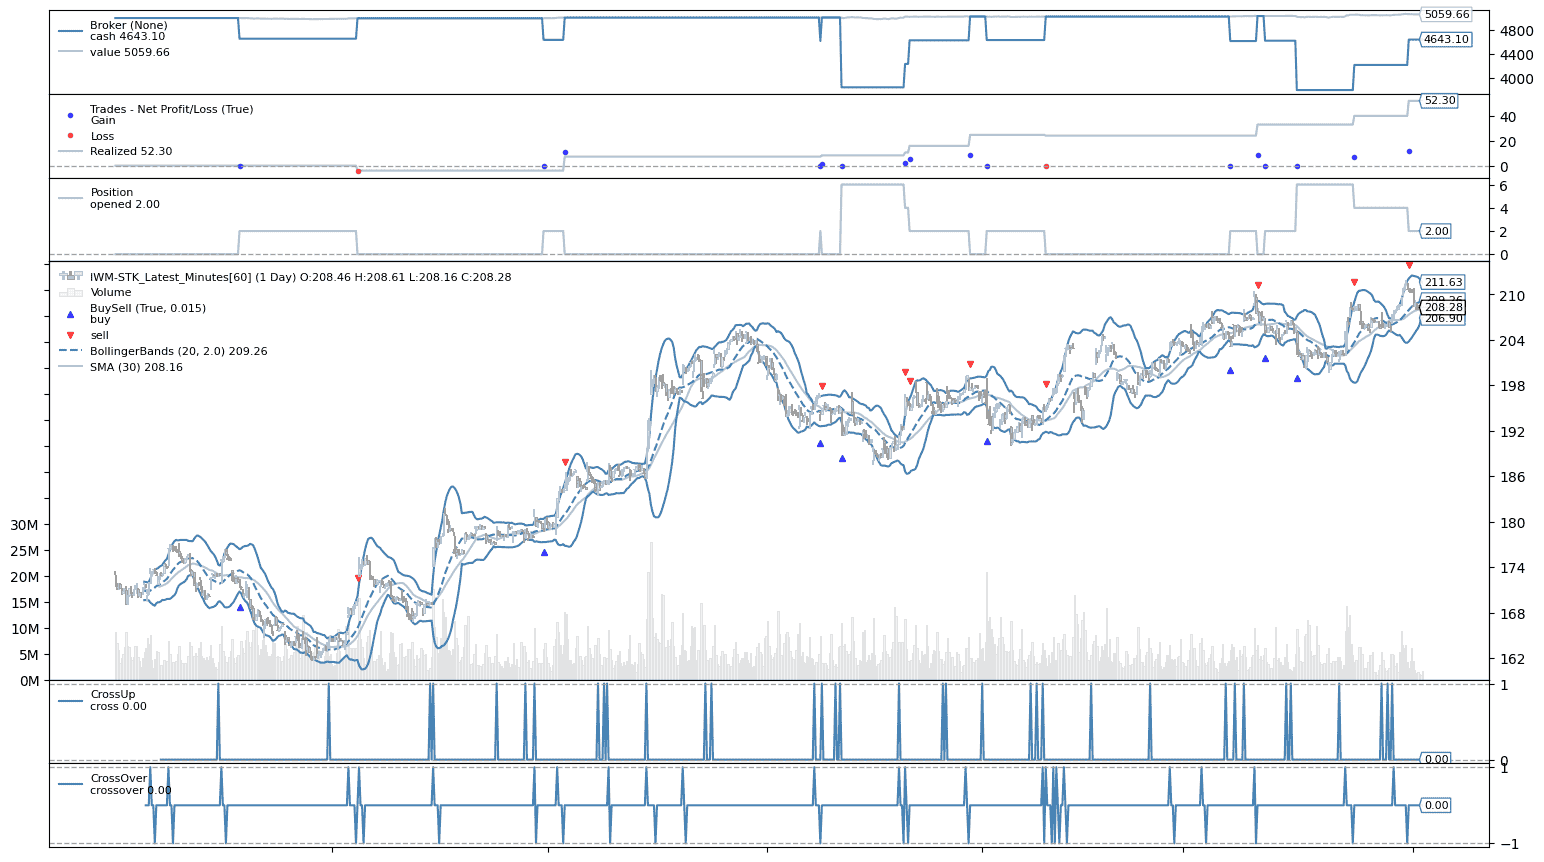 Broker (None)
cash 4643.10
value 5059.66
5059.66
4800
4643.10
4400
4000
Trades - Net Profit/Loss (True)
Gain
Loss
Realized 52.30
52.30
40
20
0
Position
opened 2.00
6
4
2.00
2
0
IWM-STK_Latest_Minutes[60] (1 Day) O:208.46 H:208.61 L:208.16 C:208.28
Volume
BuySell (True, 0.015)
buy
sell
BollingerBands (20, 2.0) 209.26
SMA (30) 208.16
211.63
210
209.26
208.28
206.90
204
198
192
186
180
174
168
162
30M
25M
20M
15M
10M
5M
0M
CrossUp
cross 0.00
1
0.00
0
CrossOver
crossover 0.00
1
0.00
−1